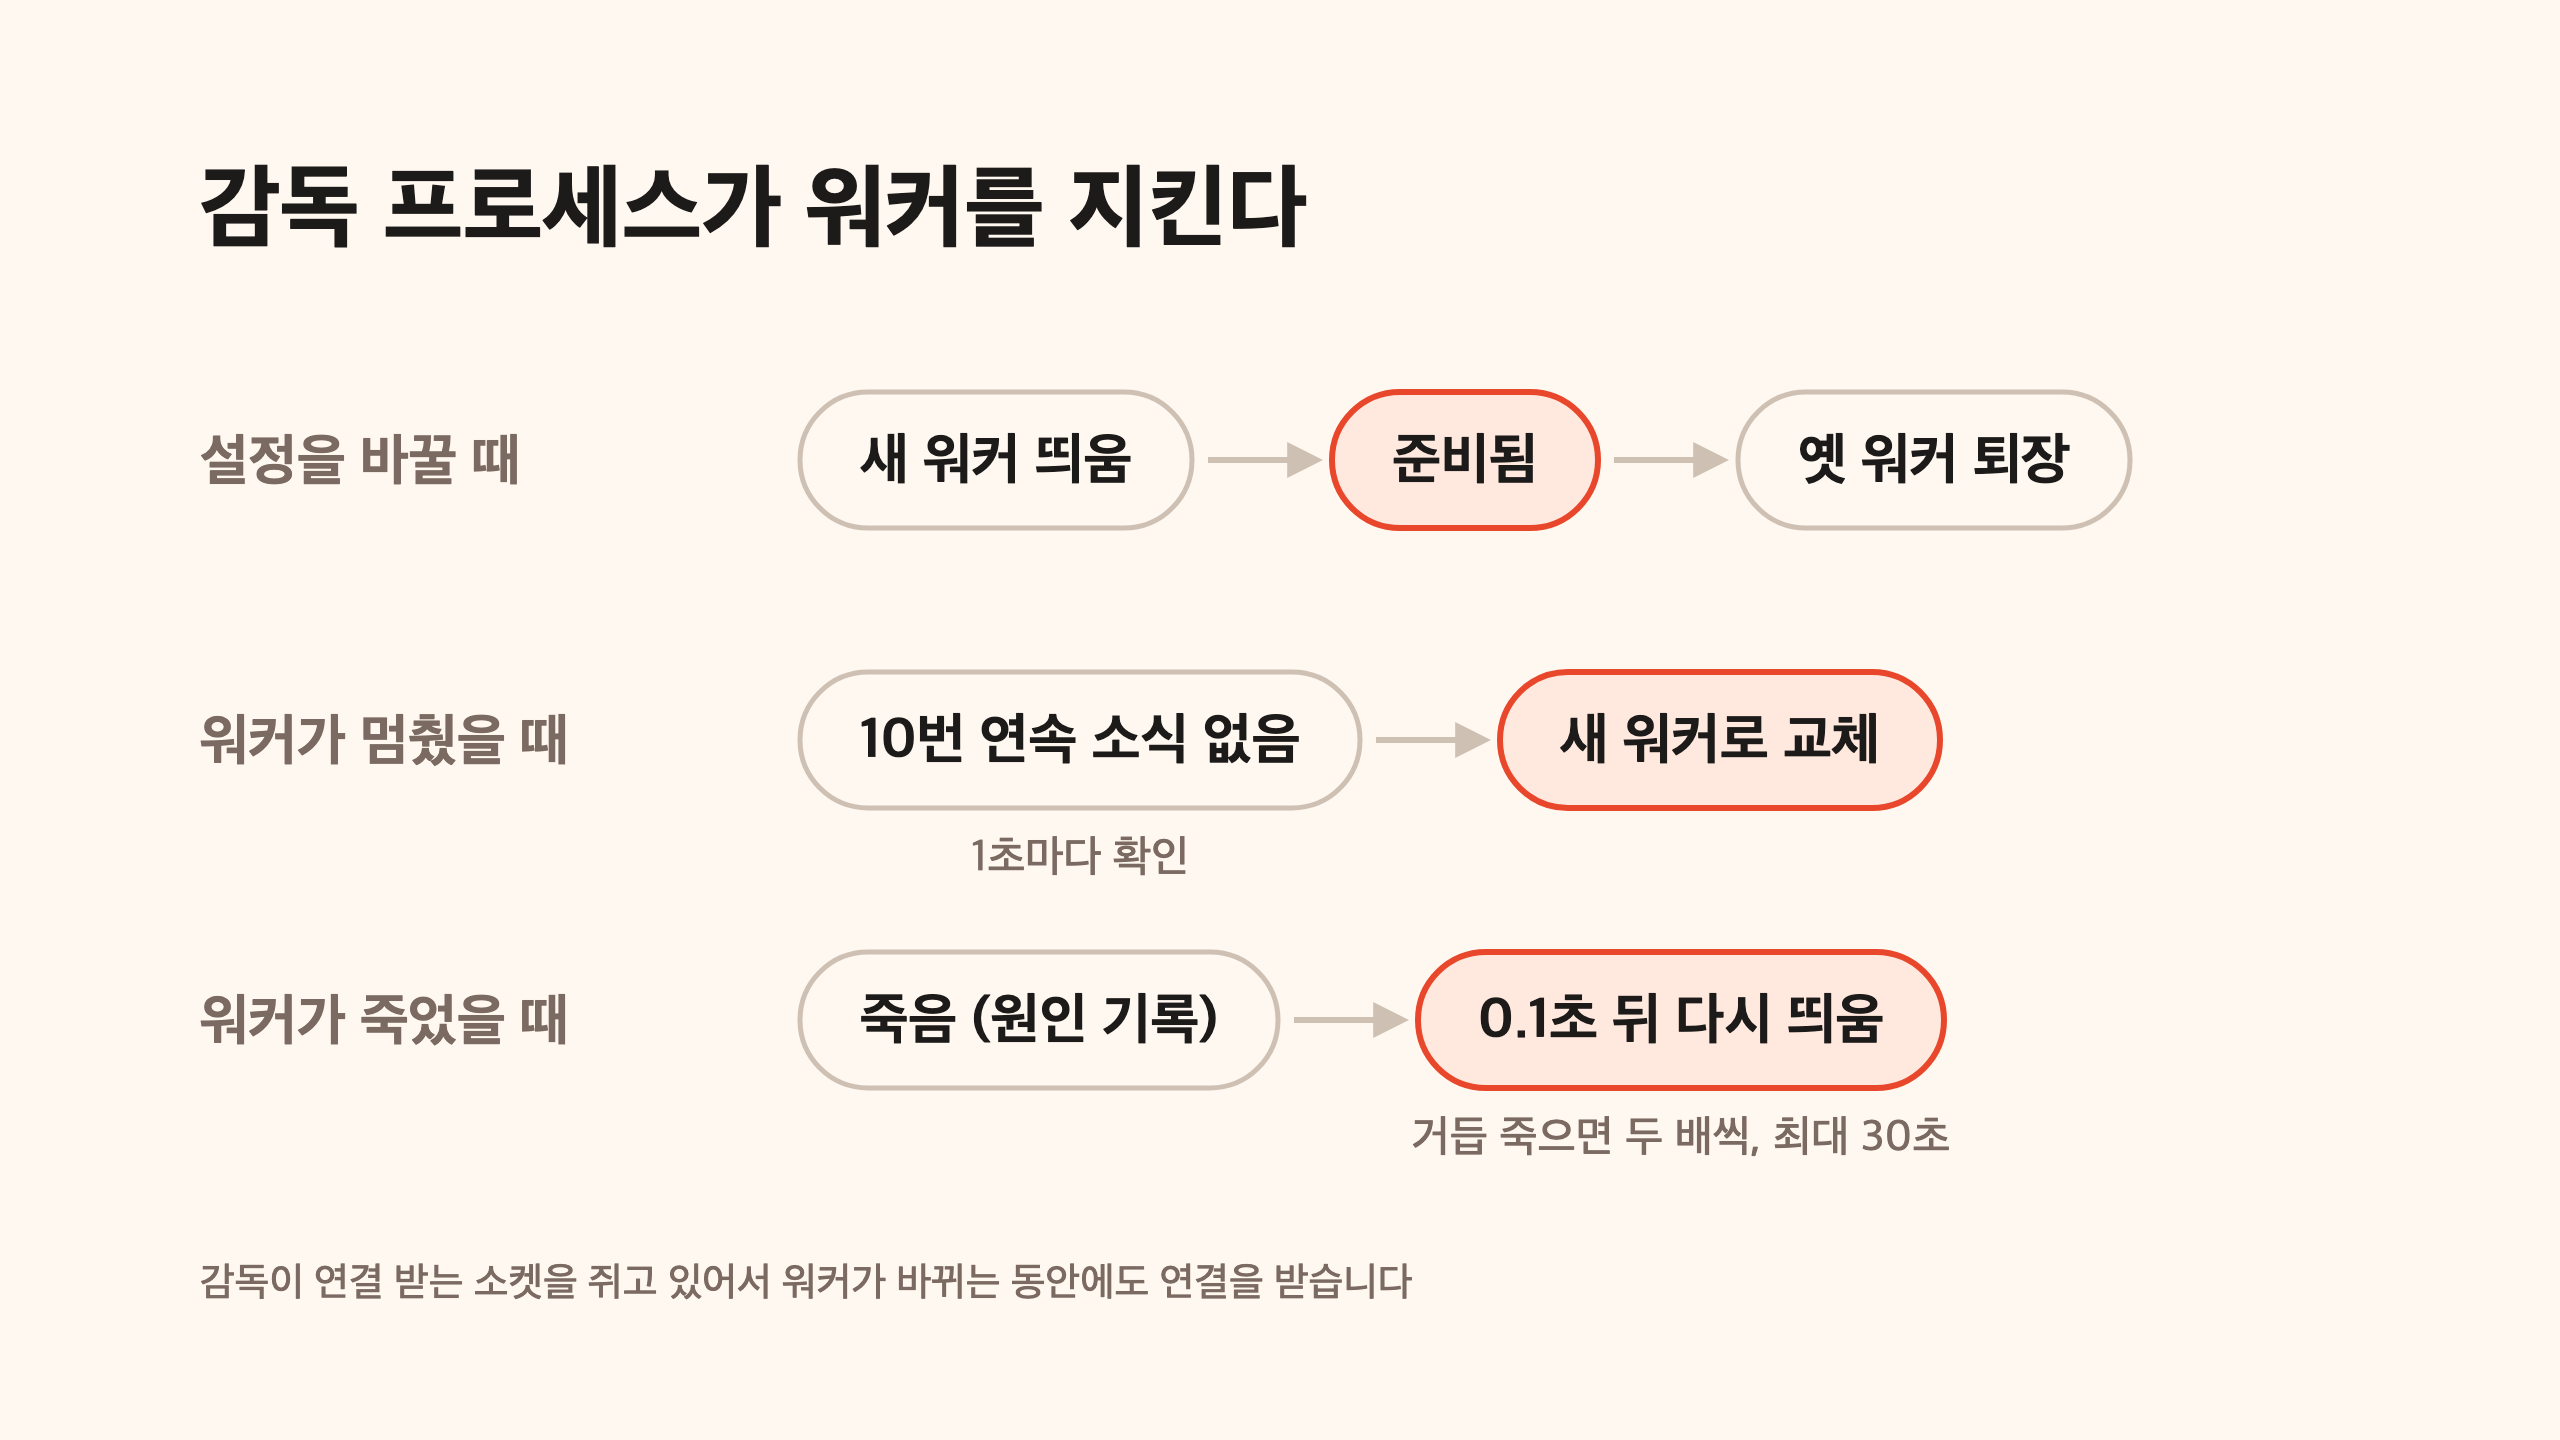 감독 프로세스가 워커를 지킨다
설정을 바꿀 때
새 워커 띄움
준비됨
옛 워커 퇴장
워커가 멈췄을 때
10번 연속 소식 없음
새 워커로 교체
1초마다 확인
워커가 죽었을 때
죽음 (원인 기록)
0.1초 뒤 다시 띄움
거듭 죽으면 두 배씩, 최대 30초
감독이 연결 받는 소켓을 쥐고 있어서 워커가 바뀌는 동안에도 연결을 받습니다